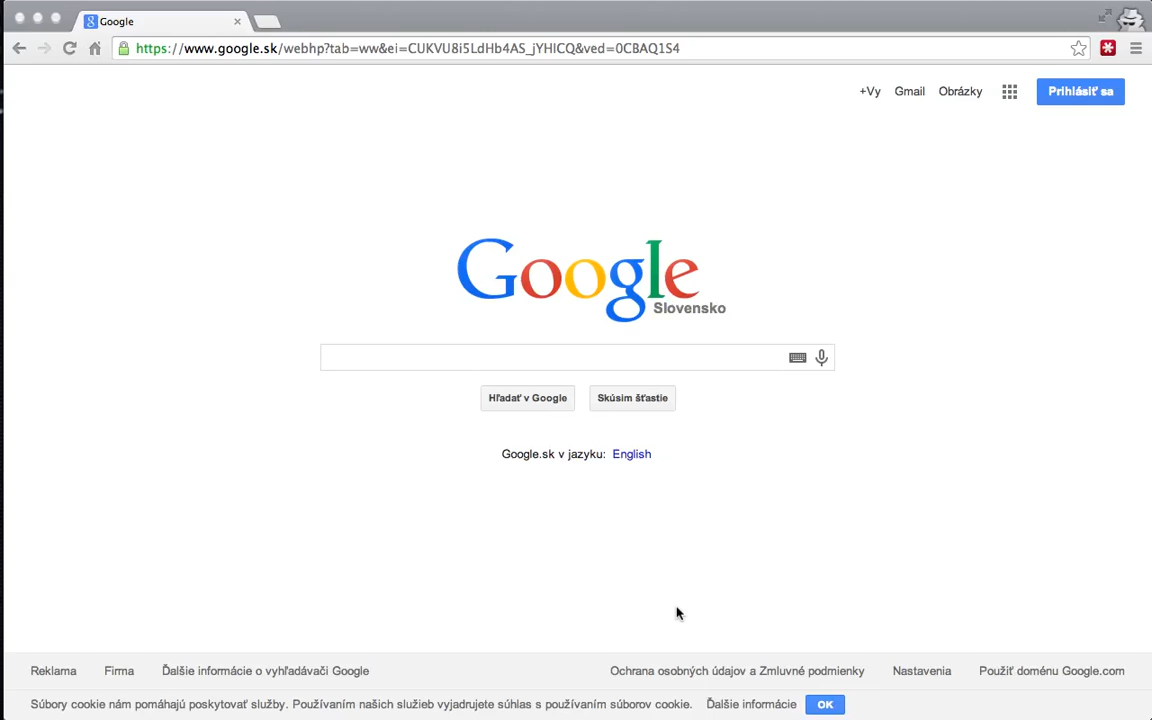 Google
https://www.google.sk/webhp?tab=ww&ei=CUKVU8i5LdHb4AS_jYHICQ&ved=0CBAQ1S4
+Vy Gmail Obrázky Prihlásiť sa
Google
Slovensko
Hľadať v Google Skúsim šťastie
Google.sk v jazyku: English
Reklama Firma Ďalšie informácie o vyhľadávači Google Ochrana osobných údajov a Zmluvné podmienky Nastavenia Použiť doménu Google.com
Súbory cookie nám pomáhajú poskytovať služby. Používaním našich služieb vyjadrujete súhlas s používaním súborov cookie. Ďalšie informácie OK